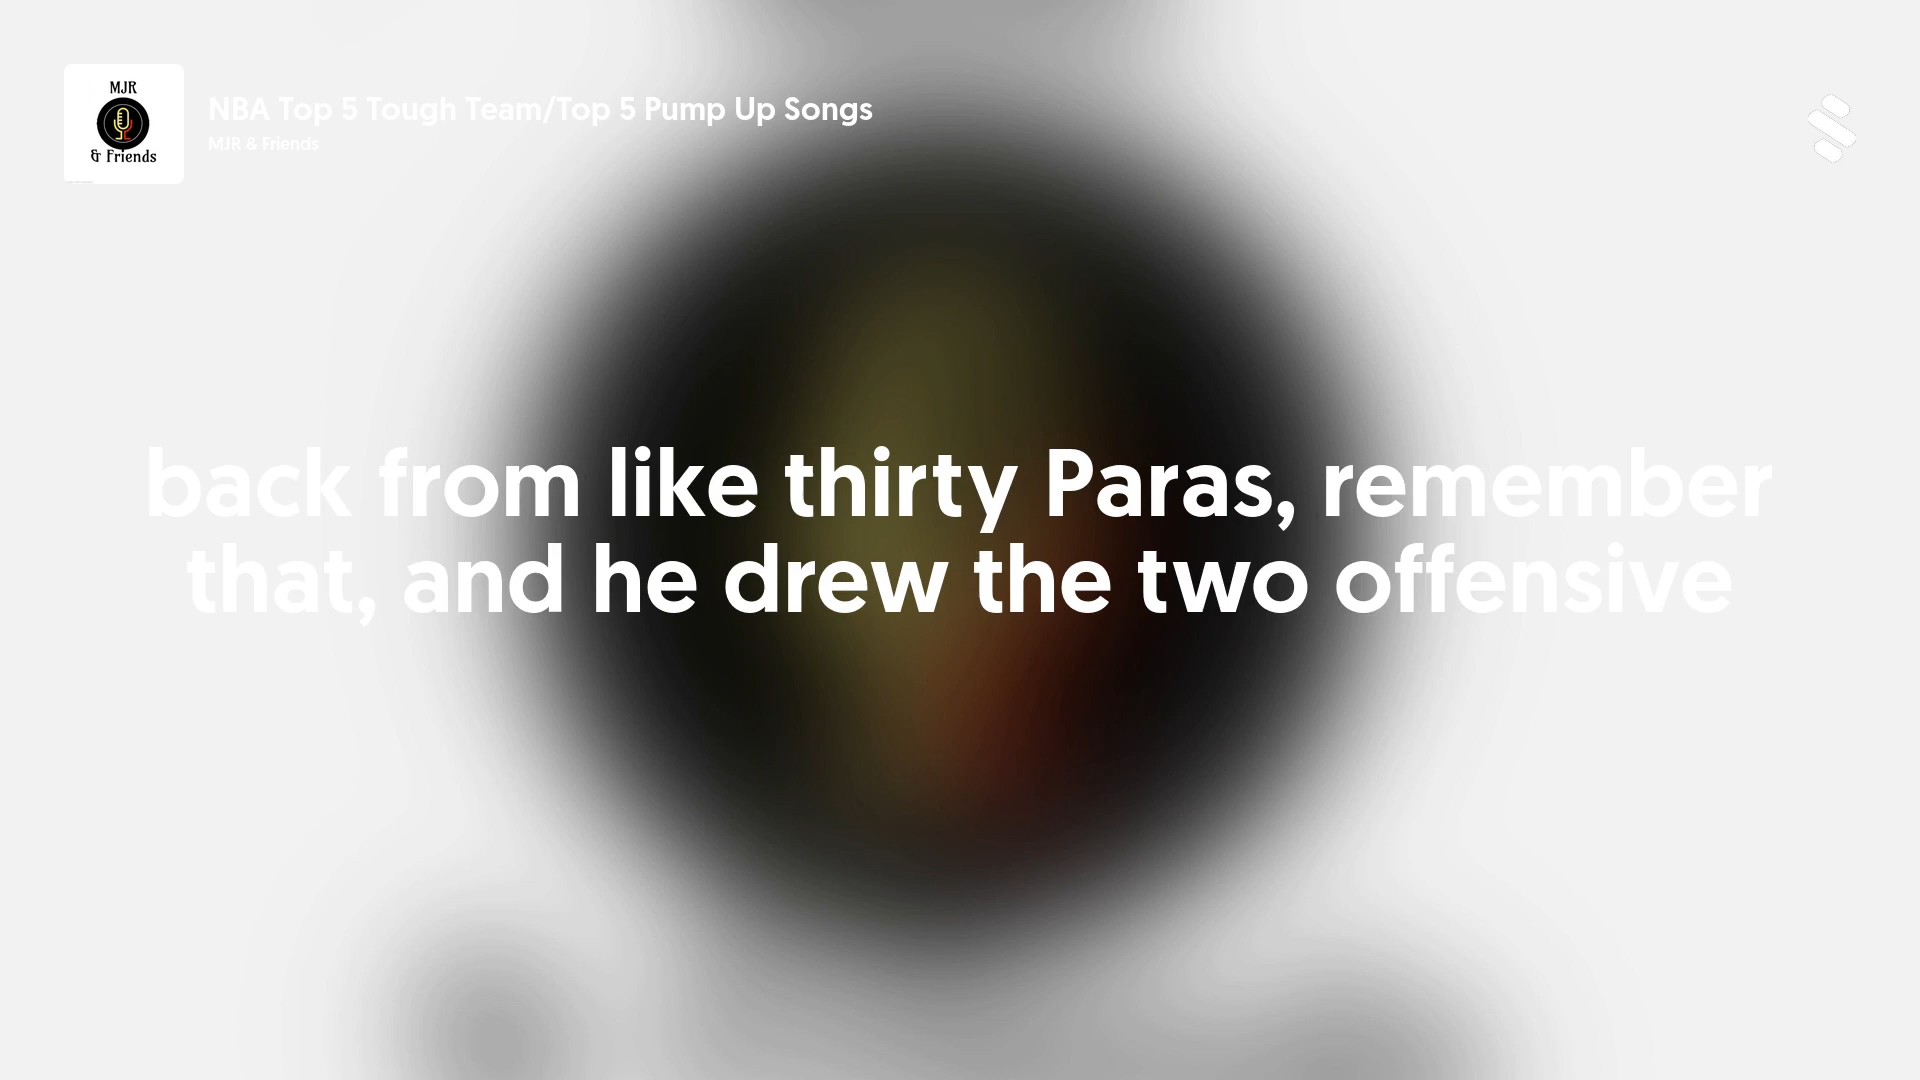 MJR
& Friends
NBA Top 5 Tough Team/Top 5 Pump Up Songs
MJR & Friends
back from like thirty Paras, remember
that, and he drew the two offensive